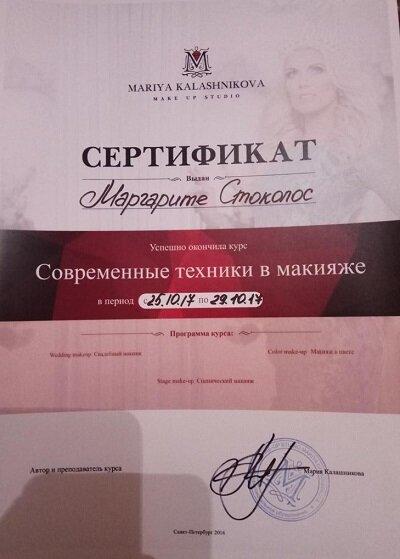 MARIYA KALASHNIKOVA
MAKE UP STUDIO
СЕРТИФИКАТ
Выдан
Маргарите Стоколос
Успешно окончила курс
Современные техники в макияже
в период с 25.10.17 по 29.10.17
Программа курса:
Wedding make-up Свадебный макияж Color make-up Макияж в цвете
Stage make-up Сценический макияж
Автор и преподаватель курса Мария Калашникова
Санкт-Петербург 2016